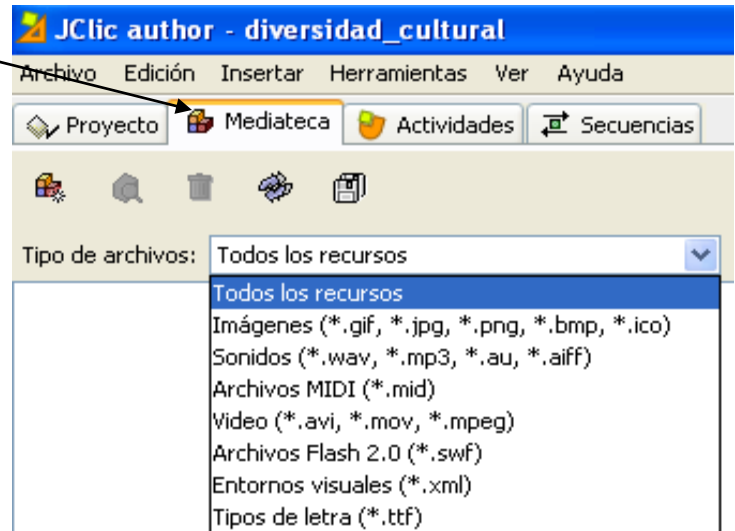 JClic author - diversidad_cultural
Archivo Edición Insertar Herramientas Ver Ayuda
Proyecto Mediateca Actividades Secuencias
Tipo de archivos: Todos los recursos
Todos los recursos
Imágenes (*.gif, *.jpg, *.png, *.bmp, *.ico)
Sonidos (*.wav, *.mp3, *.au, *.aiff)
Archivos MIDI (*.mid)
Video (*.avi, *.mov, *.mpeg)
Archivos Flash 2.0 (*.swf)
Entornos visuales (*.xml)
Tipos de letra (*.ttf)